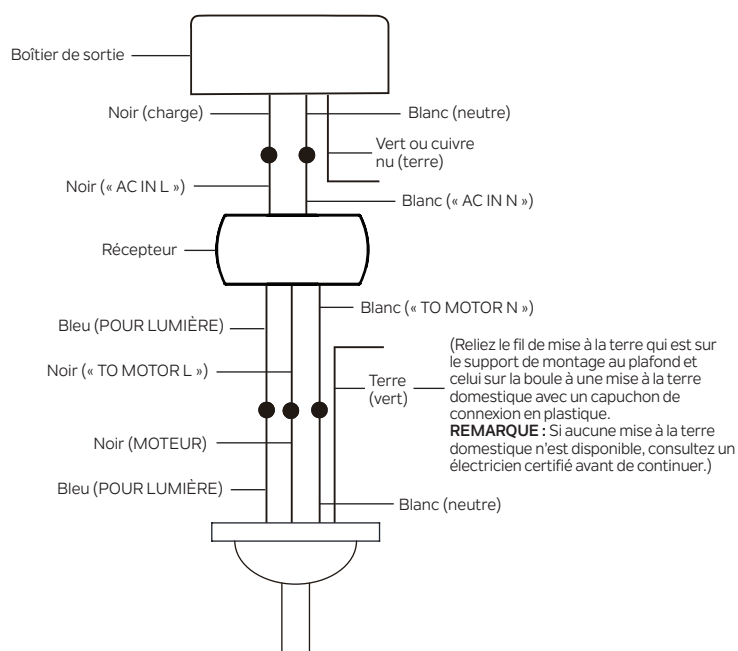 Boîtier de sortie
Noir (charge)
Blanc (neutre)
Vert ou cuivre
nu (terre)
Noir (« AC IN L »)
Blanc (« AC IN N »)
Récepteur
Blanc (« TO MOTOR N »)
Bleu (POUR LUMIÈRE)
Noir (« TO MOTOR L »)
Terre
(vert)
(Reliez le fil de mise à la terre qui est sur
le support de montage au plafond et
celui sur la boule à une mise à la terre
domestique avec un capuchon de
connexion en plastique.
REMARQUE : Si aucune mise à la terre
domestique n'est disponible, consultez un
électricien certifié avant de continuer.)
Noir (MOTEUR)
Bleu (POUR LUMIÈRE)
Blanc (neutre)